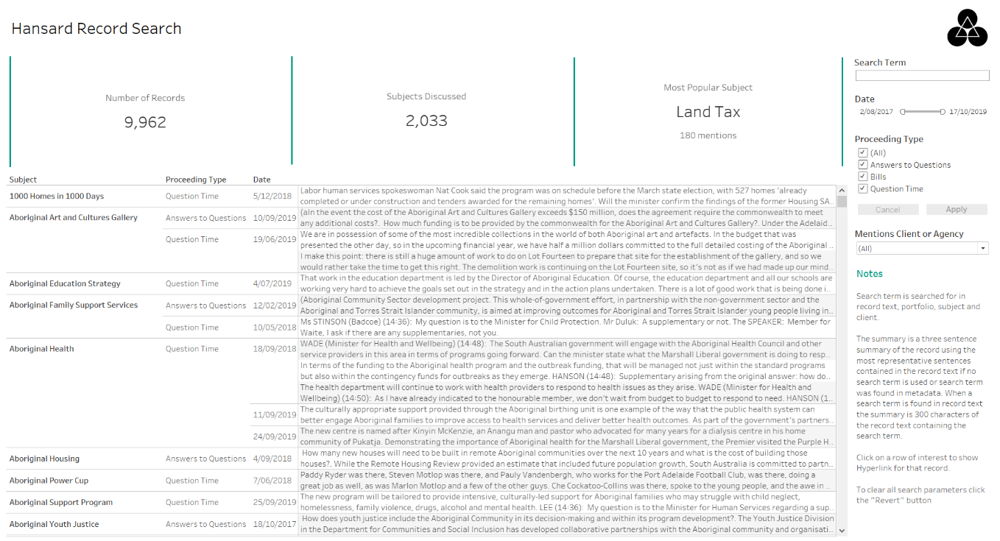 Hansard Record Search
Number of Records
9,962
Subjects Discussed
2,033
Most Popular Subject
Land Tax
180 mentions
Search Term
Date
2/08/2017 17/10/2019
Proceeding Type
(All)
Answers to Questions
Bills
Question Time
Cancel Apply
Mentions Client or Agency
(All)
Notes
Search term is searched for in
record text, portfolio, subject and
client.
The summary is a three sentence
summary of the record using the
most representative sentences
contained in the record text if no
search term is used or search term
was found in metadata. When a
search term is found in record text
the summary is 300 characters of
the record text containing the
search term.
Click on a row of interest to show
Hyperlink for that record.
To clear all search parameters click
the "Revert" button
Subject Proceeding Type Date
1000 Homes in 1000 Days Question Time 5/12/2018 Labor human services spokeswoman Nat Cook said the program was on schedule before the March state election, with 527 homes 'already
completed or under construction and tenders awarded for the remaining homes'. Will the minister confirm the findings of the former Housing SA..
Aboriginal Art and Cultures Gallery Answers to Questions 10/09/2019 (aIn the event the cost of the Aboriginal Art and Cultures Gallery exceeds $150 million, does the agreement require the commonwealth to meet
any additional costs?. How much funding is to be provided by the commonwealth for the Aboriginal Art and Cultures Gallery?. Under the Adelaid..
Question Time 19/06/2019 We are in possession of some of the most incredible collections in the world of both Aboriginal art and artefacts. In the budget that was
presented the other day, so in the upcoming financial year, we have half a million dollars committed to the full detailed costing of the Aboriginal ..
I make this point: there is still a huge amount of work to do on Lot Fourteen to prepare that site for the establishment of the gallery, and so we
would rather take the time to get this right. The demolition work is continuing on the Lot Fourteen site, so it's not as if we had made up our mind..
Aboriginal Education Strategy Question Time 4/07/2019 That work in the education department is led by the Director of Aboriginal Education. Of course, the education department and all our schools are
working very hard to achieve the goals set out in the strategy and in the action plans undertaken. There is a lot of good work that is being done i..
Aboriginal Family Support Services Answers to Questions 12/02/2019 (Aboriginal Community Sector development project. This whole-of-government effort, in partnership with the non-government sector and the
Aboriginal and Torres Strait Islander community, is aimed at improving outcomes for Aboriginal and Torres Strait Islander young people living in..
Question Time 10/05/2018 Ms STINSON (Badcoe) (14:36): My question is to the Minister for Child Protection. Mr Duluk: A supplementary or not. The SPEAKER: Member for
Waite, I ask if there are any supplementaries, not you.
Aboriginal Health Question Time 18/09/2018 WADE (Minister for Health and Wellbeing) (14:48): The South Australian government will engage with the Aboriginal Health Council and other
service providers in this area in terms of programs going forward. Can the minister state what the Marshall Liberal government is doing to resp..
In terms of the funding to the Aboriginal health program and the outbreak funding, that will be managed not just within the standard programs
but also within the contingency funds for outbreaks as they emerge. HANSON (14:48): Supplementary arising from the original answer: how do..
The health department will continue to work with health providers to respond to health issues as they arise. WADE (Minister for Health and
Wellbeing) (14:50): As I have already indicated to the honourable member, we don't wait from budget to budget to respond to need. HANSON (1..
11/09/2019 The culturally appropriate support provided through the Aboriginal birthing unit is one example of the way that the public health system can
better engage Aboriginal families to improve access to health services and deliver better health outcomes. As part of the government's partners..
24/09/2019 The new centre is named after Kinyin McKenzie, an Anangu man and pastor who advocated for many years for a dialysis centre in his home
community of Pukatja. Demonstrating the importance of Aboriginal health for the Marshall Liberal government, the Premier visited the Purple H..
Aboriginal Housing Answers to Questions 4/09/2018 How many new houses will need to be built in remote Aboriginal communities over the next 10 years and what is the cost of building those
houses?. While the Remote Housing Review provided an estimate that included future population growth, South Australia is committed to partn..
Aboriginal Power Cup Question Time 7/06/2018 Paddy Ryder was there, Steven Motlop was there, and Pauly Vandenbergh, who works for the Port Adelaide Football Club, was there, doing a
great job as well, as was Marlon Motlop and a few of the other guys. Che Cockatoo-Collins was there, spoke to the young people, and the awe in ..
Aboriginal Support Program Question Time 25/09/2019 The new program will be tailored to provide intensive, culturally-led support for Aboriginal families who may struggle with child neglect,
homelessness, family violence, drugs, alcohol and mental health. LEE (14:36): My question is to the Minister for Human Services regarding a sup..
Aboriginal Youth Justice Answers to Questions 18/10/2017 How does youth justice include the Aboriginal Community in its decision-making and within its program development?. The Youth Justice Division
in the Department for Communities and Social Inclusion has developed collaborative partnerships with the Aboriginal community and organisati..